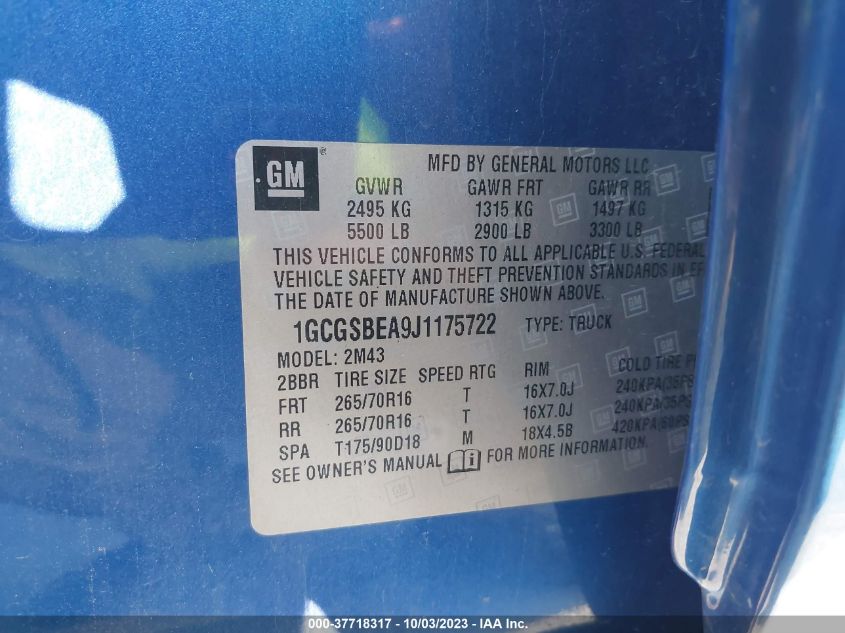 GM®
MFD BY GENERAL MOTORS LLC
GVWR GAWR FRT GAWR RR
2495 KG 1315 KG 1497 KG
5500 LB 2900 LB 3300 LB
THIS VEHICLE CONFORMS TO ALL APPLICABLE U.S. FEDERAL
VEHICLE SAFETY AND THEFT PREVENTION STANDARDS IN EF
THE DATE OF MANUFACTURE SHOWN ABOVE.
1GCGSBEA9J1175722 TYPE: TRUCK
MODEL: 2M43
2BBR TIRE SIZE SPEED RTG RIM COLD TIRE P
FRT 265/70R16 T 16X7.0J 240KPA(35PS
RR 265/70R16 T 16X7.0J 240KPA(35PS
SPA T175/90D18 M 18X4.5B 420KPA(60PS
SEE OWNER'S MANUAL FOR MORE INFORMATION.
000-37718317 - 10/03/2023 - IAA Inc.